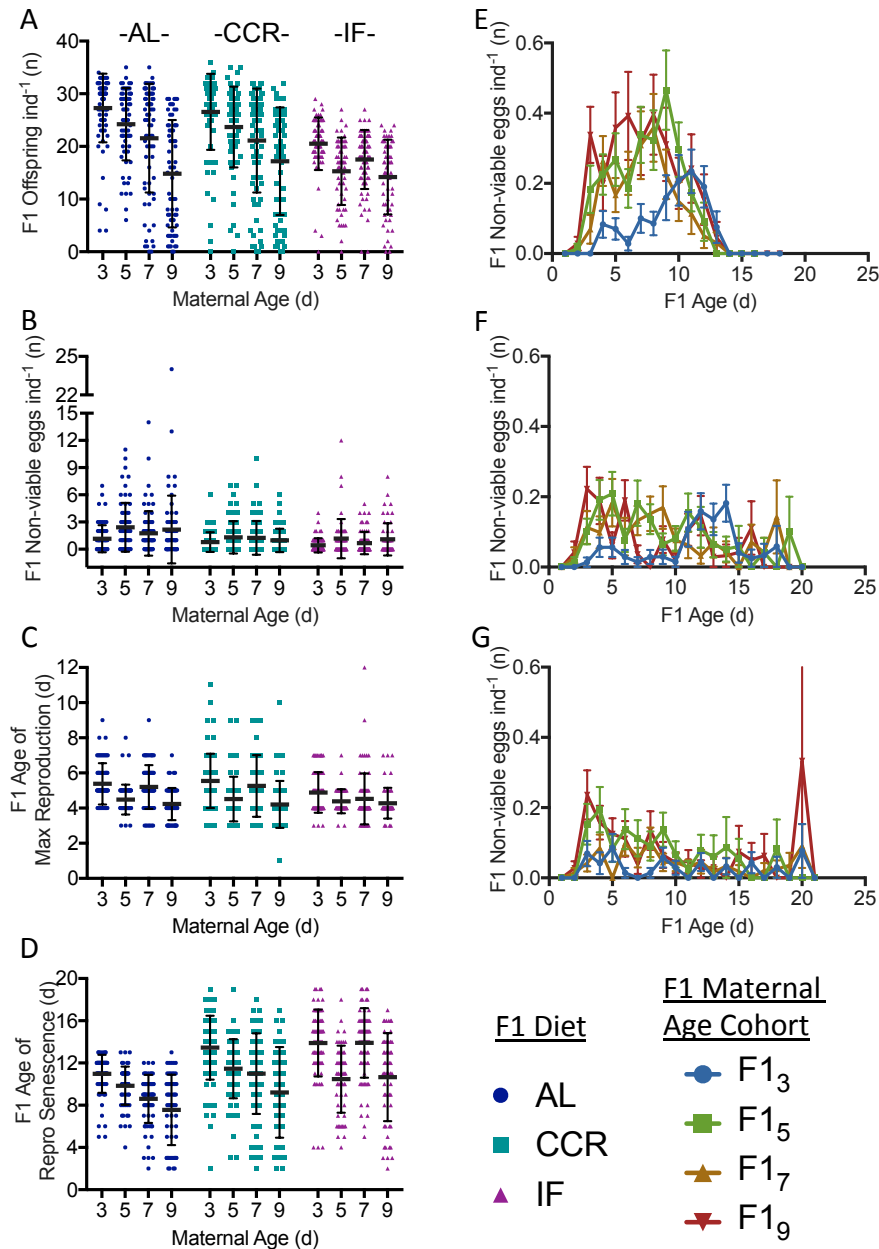 A
-AL-
-CCR-
-IF-
F1 Offspring ind⁻¹ (n)
40
30
20
10
0
3 5 7 9 3 5 7 9 3 5 7 9
Maternal Age (d)
B
F1 Non-viable eggs ind⁻¹ (n)
25
22
15
12
9
6
3
0
3 5 7 9 3 5 7 9 3 5 7 9
Maternal Age (d)
C
F1 Age of
Max Reproduction (d)
12
10
8
6
4
2
0
3 5 7 9 3 5 7 9 3 5 7 9
Maternal Age (d)
D
F1 Age of
Repro Senescence (d)
20
16
12
8
4
0
3 5 7 9 3 5 7 9 3 5 7 9
Maternal Age (d)
E
F1 Non-viable eggs ind⁻¹ (n)
0.6
0.4
0.2
0.0
0 5 10 15 20 25
F1 Age (d)
F
F1 Non-viable eggs ind⁻¹ (n)
0.6
0.4
0.2
0.0
0 5 10 15 20 25
F1 Age (d)
G
F1 Non-viable eggs ind⁻¹ (n)
0.6
0.4
0.2
0.0
0 5 10 15 20 25
F1 Age (d)
F1 Diet
AL
CCR
IF
F1 Maternal
Age Cohort
F1₃
F1₅
F1₇
F1₉